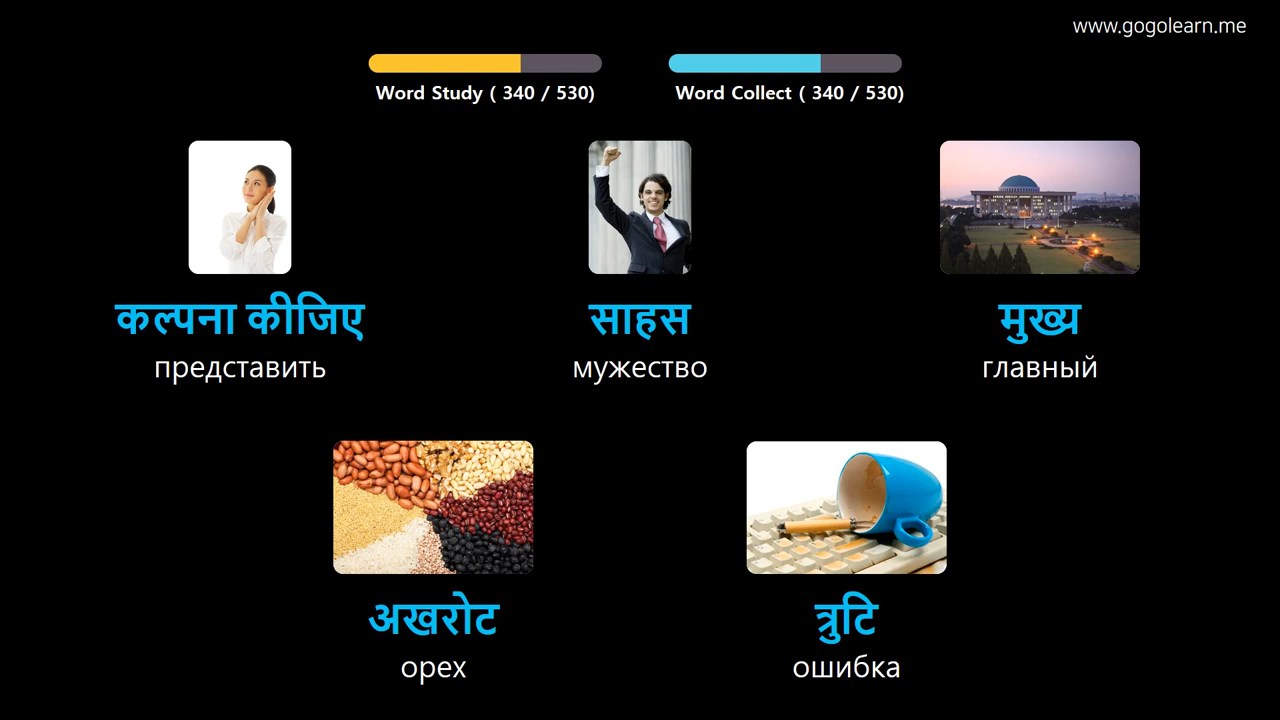 www.gogolearn.me
Word Study ( 340 / 530)
Word Collect ( 340 / 530)
कल्पना कीजिए
представить
साहस
мужество
मुख्य
главный
अखरोट
орех
त्रुटि
ошибка